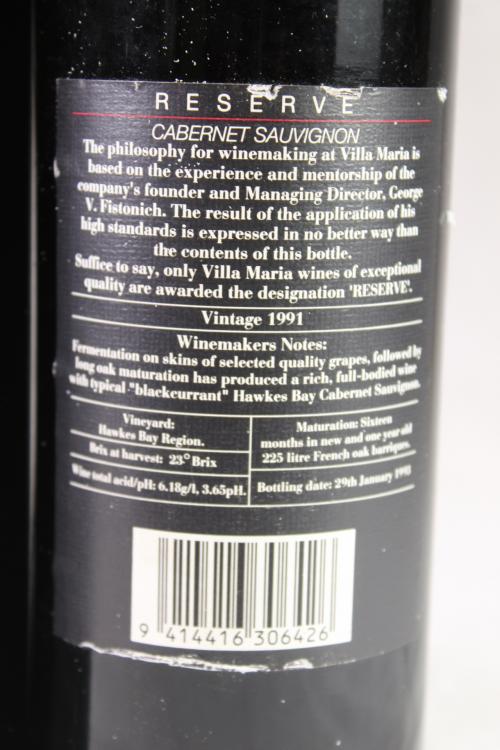 RESERVE
CABERNET SAUVIGNON
The philosophy for winemaking at Villa Maria is
based on the experience and mentorship of the
company's founder and Managing Director, George
V. Fistonich. The result of the application of his
high standards is expressed in no better way than
the contents of this bottle.
Suffice to say, only Villa Maria wines of exceptional
quality are awarded the designation 'RESERVE'.
Vintage 1991
Winemakers Notes:
Fermentation on skins of selected quality grapes, followed by
long oak maturation has produced a rich, full-bodied wine
with typical "blackcurrant" Hawkes Bay Cabernet Sauvignon.
Vineyard:
Hawkes Bay Region.
Brix at harvest: 23° Brix
Wine total acid/pH: 6.18g/l, 3.65pH.
Maturation: Sixteen
months in new and one year old
225 litre French oak barriques.
Bottling date: 29th January 1993
9 414416 306426